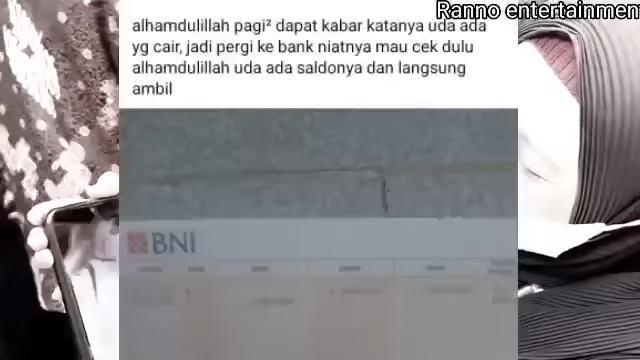 Ranno entertainmen
alhamdulillah pagi² dapat kabar katanya uda ada
yg cair, jadi pergi ke bank niatnya mau cek dulu
alhamdulillah uda ada saldonya dan langsung
ambil
BNI